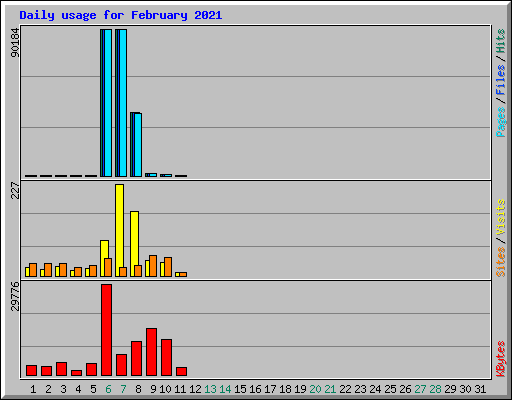 Daily usage for February 2021
90184
Pages / Files / Hits
227
Sites / Visits
29776
KBytes
1 2 3 4 5 6 7 8 9 10 11 12 13 14 15 16 17 18 19 20 21 22 23 24 25 26 27 28 29 30 31